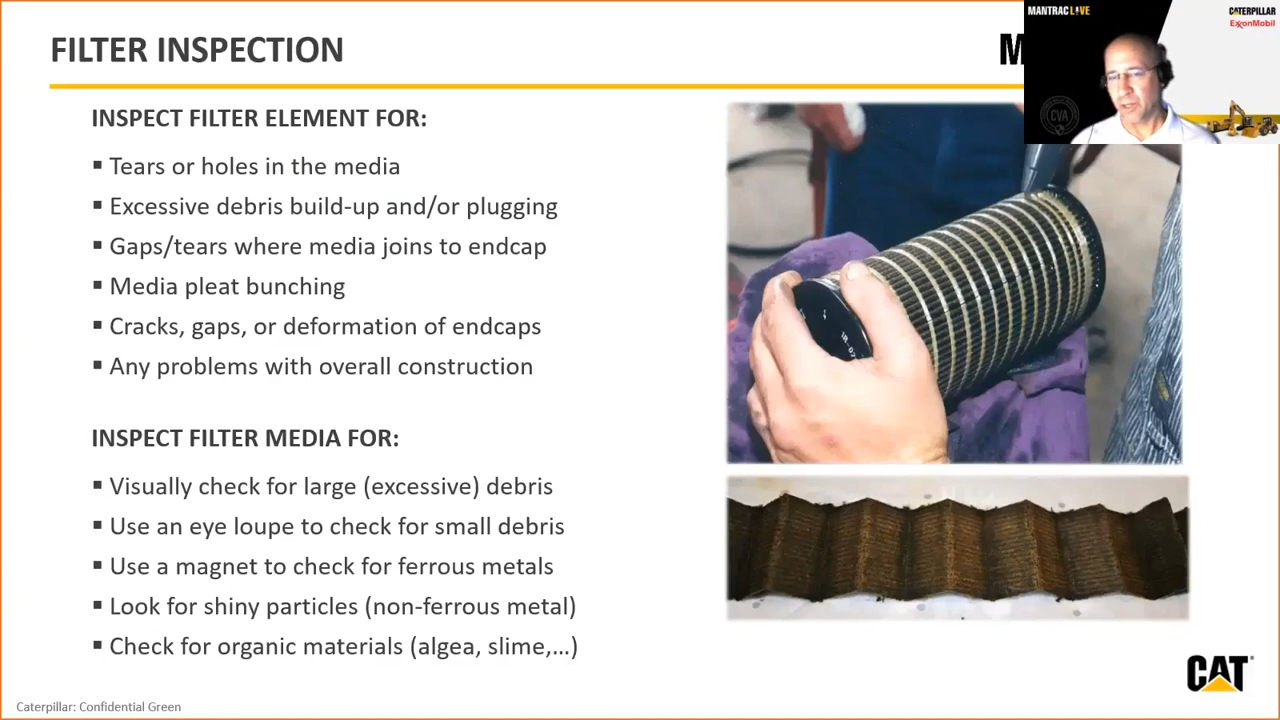 FILTER INSPECTION
M
MANTRAC LIVE
CATERPILLAR
ExxonMobil
CVA
INSPECT FILTER ELEMENT FOR:
▪ Tears or holes in the media
▪ Excessive debris build-up and/or plugging
▪ Gaps/tears where media joins to endcap
▪ Media pleat bunching
▪ Cracks, gaps, or deformation of endcaps
▪ Any problems with overall construction
INSPECT FILTER MEDIA FOR:
▪ Visually check for large (excessive) debris
▪ Use an eye loupe to check for small debris
▪ Use a magnet to check for ferrous metals
▪ Look for shiny particles (non-ferrous metal)
▪ Check for organic materials (algea, slime,...)
CAT
Caterpillar: Confidential Green